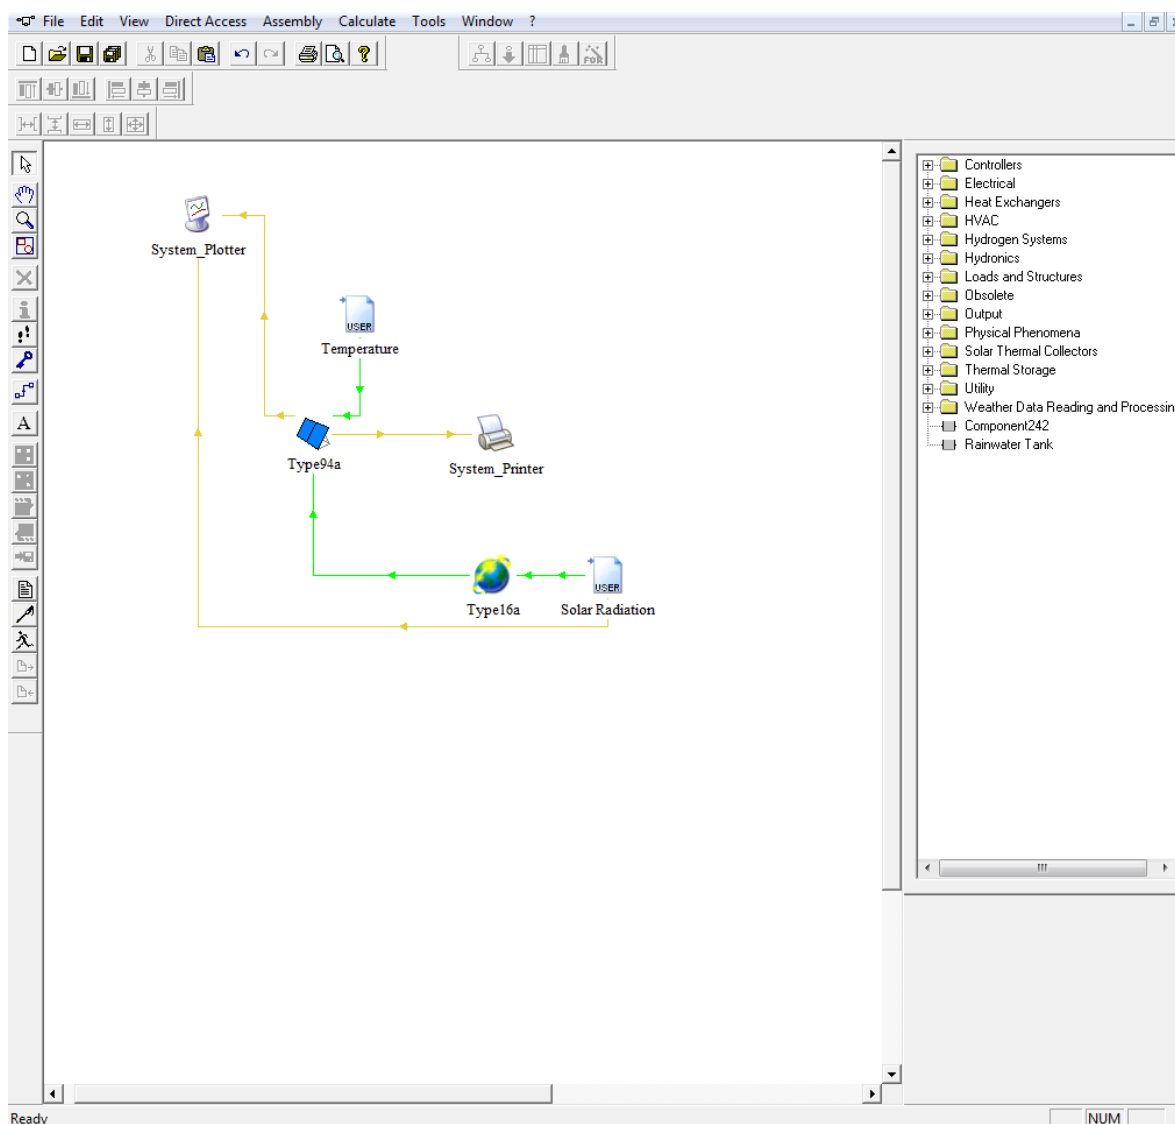 File Edit View Direct Access Assembly Calculate Tools Window ?
FOR
System_Plotter
USER
Temperature
Type94a
System_Printer
Type16a
USER
Solar Radiation
A
Controllers
Electrical
Heat Exchangers
HVAC
Hydrogen Systems
Hydronics
Loads and Structures
Obsolete
Output
Physical Phenomena
Solar Thermal Collectors
Thermal Storage
Utility
Weather Data Reading and Processin
Component242
Rainwater Tank
Ready
NUM